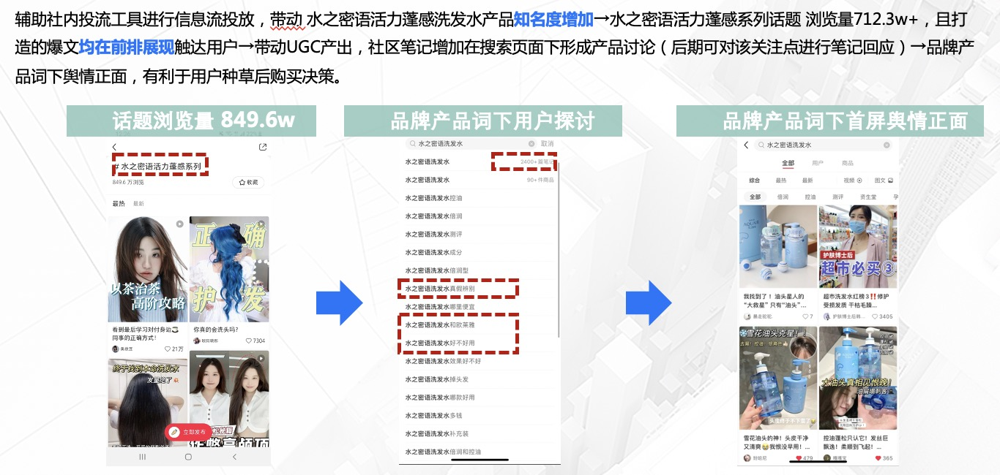 辅助社内投流工具进行信息流投放，带动 水之密语活力蓬感洗发水产品知名度增加→水之密语活力蓬感系列话题 浏览量712.3w+，且打
造的爆文均在前排展现触达用户→带动UGC产出，社区笔记增加在搜索页面下形成产品讨论（后期可对该关注点进行笔记回应）→品牌产
品词下舆情正面，有利于用户种草后购买决策。
话题浏览量 849.6w
# 水之密语活力蓬感系列
849.6 万浏览
收藏
最热 最新
以茶治茶
高阶攻略
正确
护发
看到最后学习对付身边
同事的正确方式！
21万
你真的会洗头吗?
7304
终于找到本命洗发水
发量绝了
立即发布
品牌产品词下用户探讨
水之密语洗发水 取消
水之密语洗发水 2400+篇笔记
水之密语洗发水 90+件商品
水之密语洗发水控油
水之密语洗发水倍润
水之密语洗发水测评
水之密语洗发水成分
水之密语洗发水倍润型
水之密语洗发水真假辨别
水之密语洗发水哪里便宜
水之密语洗发水和欧莱雅
水之密语洗发水好不好用
水之密语洗发水效果好不好
水之密语洗发水掉头发
水之密语洗发水哪款好用
水之密语洗发水多钱
水之密语洗发水补充装
水之密语洗发水倍润和控油
品牌产品词下首屏舆情正面
水之密语洗发水
全部 用户 商品
综合 最热 最新 视频 图文
全部 倍润 控油 测评 资生堂 孕
护肤博士后
超市必买③
我找到了！油头星人的
“大救星” 只有“油头”...
7
超市洗发水红榜3‼️修护
受损发质 干枯毛躁...
护肤博士后韩...
3405
雪花油头克星！
大油头真相见恨晚！
雪花油头的神！头皮干净
又清爽😭我恨没早用！...
479
控油蓬松只认它！发丝巨
飘逸！柔顺到飞起！...
嘎嘎宝
365